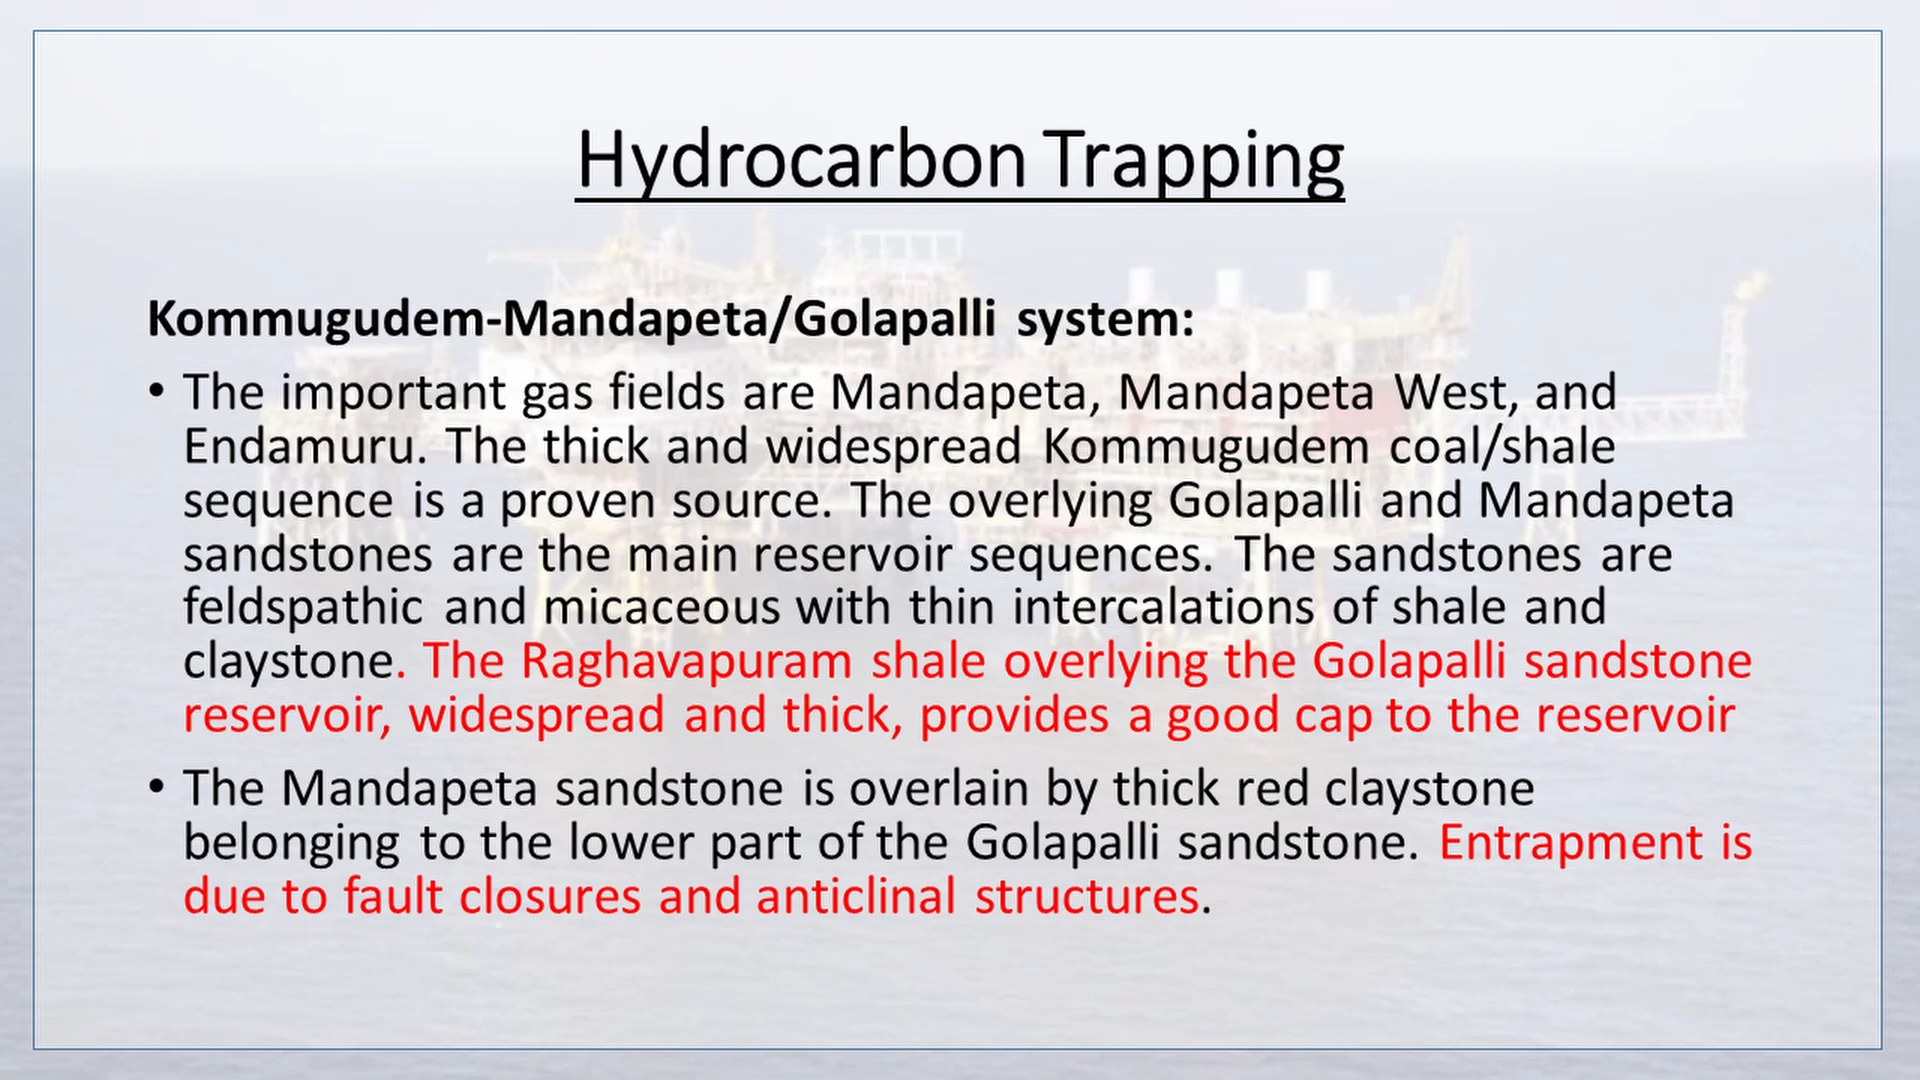 Hydrocarbon Trapping
Kommugudem-Mandapeta/Golapalli system:
• The important gas fields are Mandapeta, Mandapeta West, and
Endamuru. The thick and widespread Kommugudem coal/shale
sequence is a proven source. The overlying Golapalli and Mandapeta
sandstones are the main reservoir sequences. The sandstones are
feldspathic and micaceous with thin intercalations of shale and
claystone. The Raghavapuram shale overlying the Golapalli sandstone
reservoir, widespread and thick, provides a good cap to the reservoir
• The Mandapeta sandstone is overlain by thick red claystone
belonging to the lower part of the Golapalli sandstone. Entrapment is
due to fault closures and anticlinal structures.